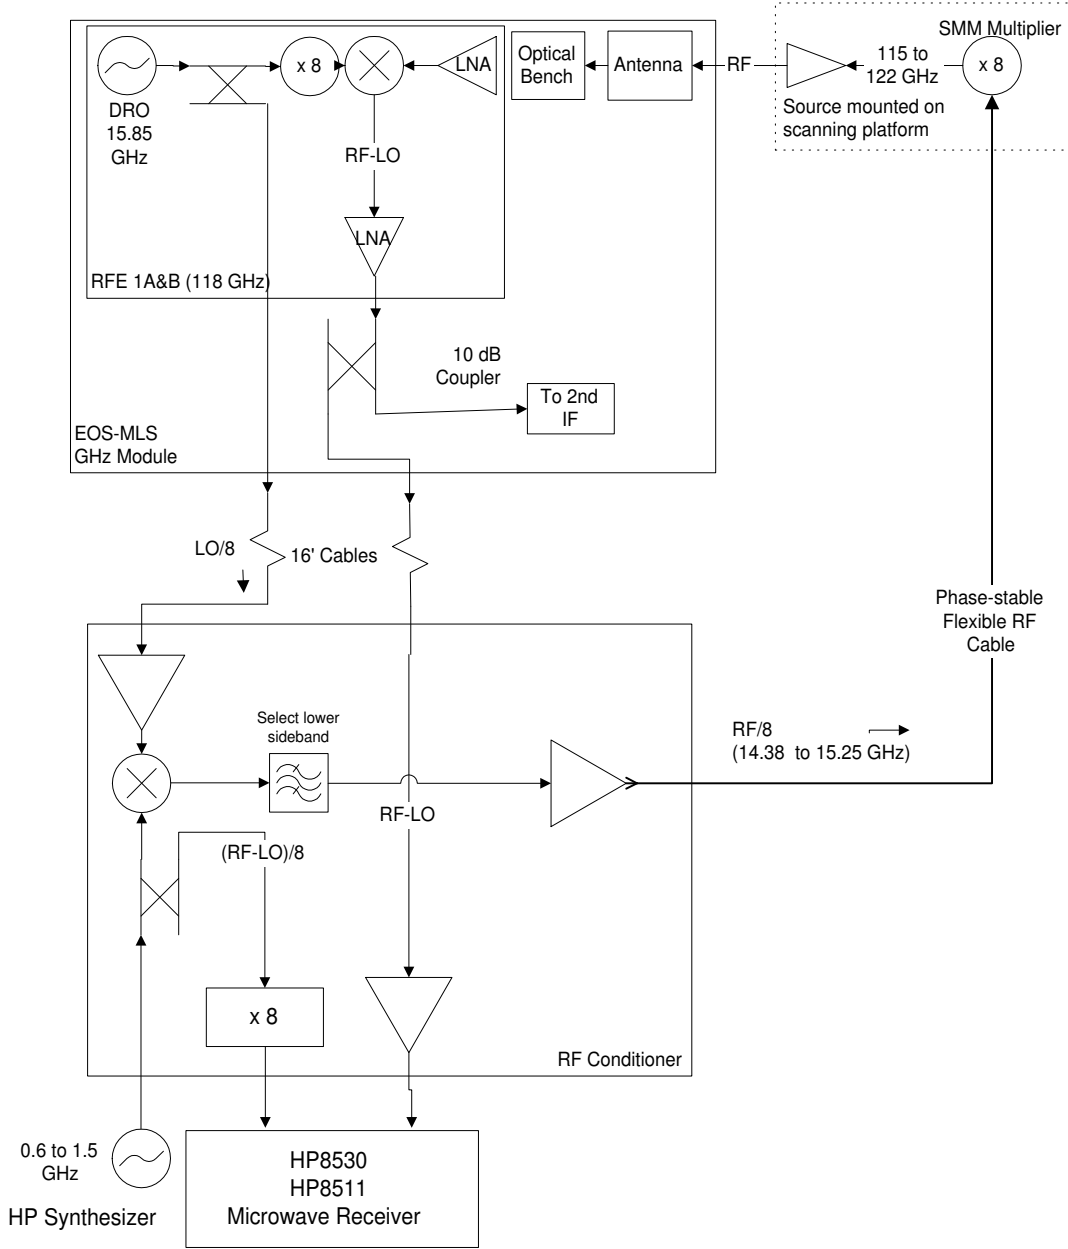 SMM Multiplier
DRO
15.85
GHz
x 8
LNA
Optical
Bench
Antenna
RF
115 to
122 GHz
x 8
Source mounted on
scanning platform
RF-LO
LNA
RFE 1A&B (118 GHz)
10 dB
Coupler
To 2nd
IF
EOS-MLS
GHz Module
LO/8
16' Cables
Phase-stable
Flexible RF
Cable
Select lower
sideband
RF/8
(14.38 to 15.25 GHz)
RF-LO
(RF-LO)/8
x 8
RF Conditioner
0.6 to 1.5
GHz
HP Synthesizer
HP8530
HP8511
Microwave Receiver